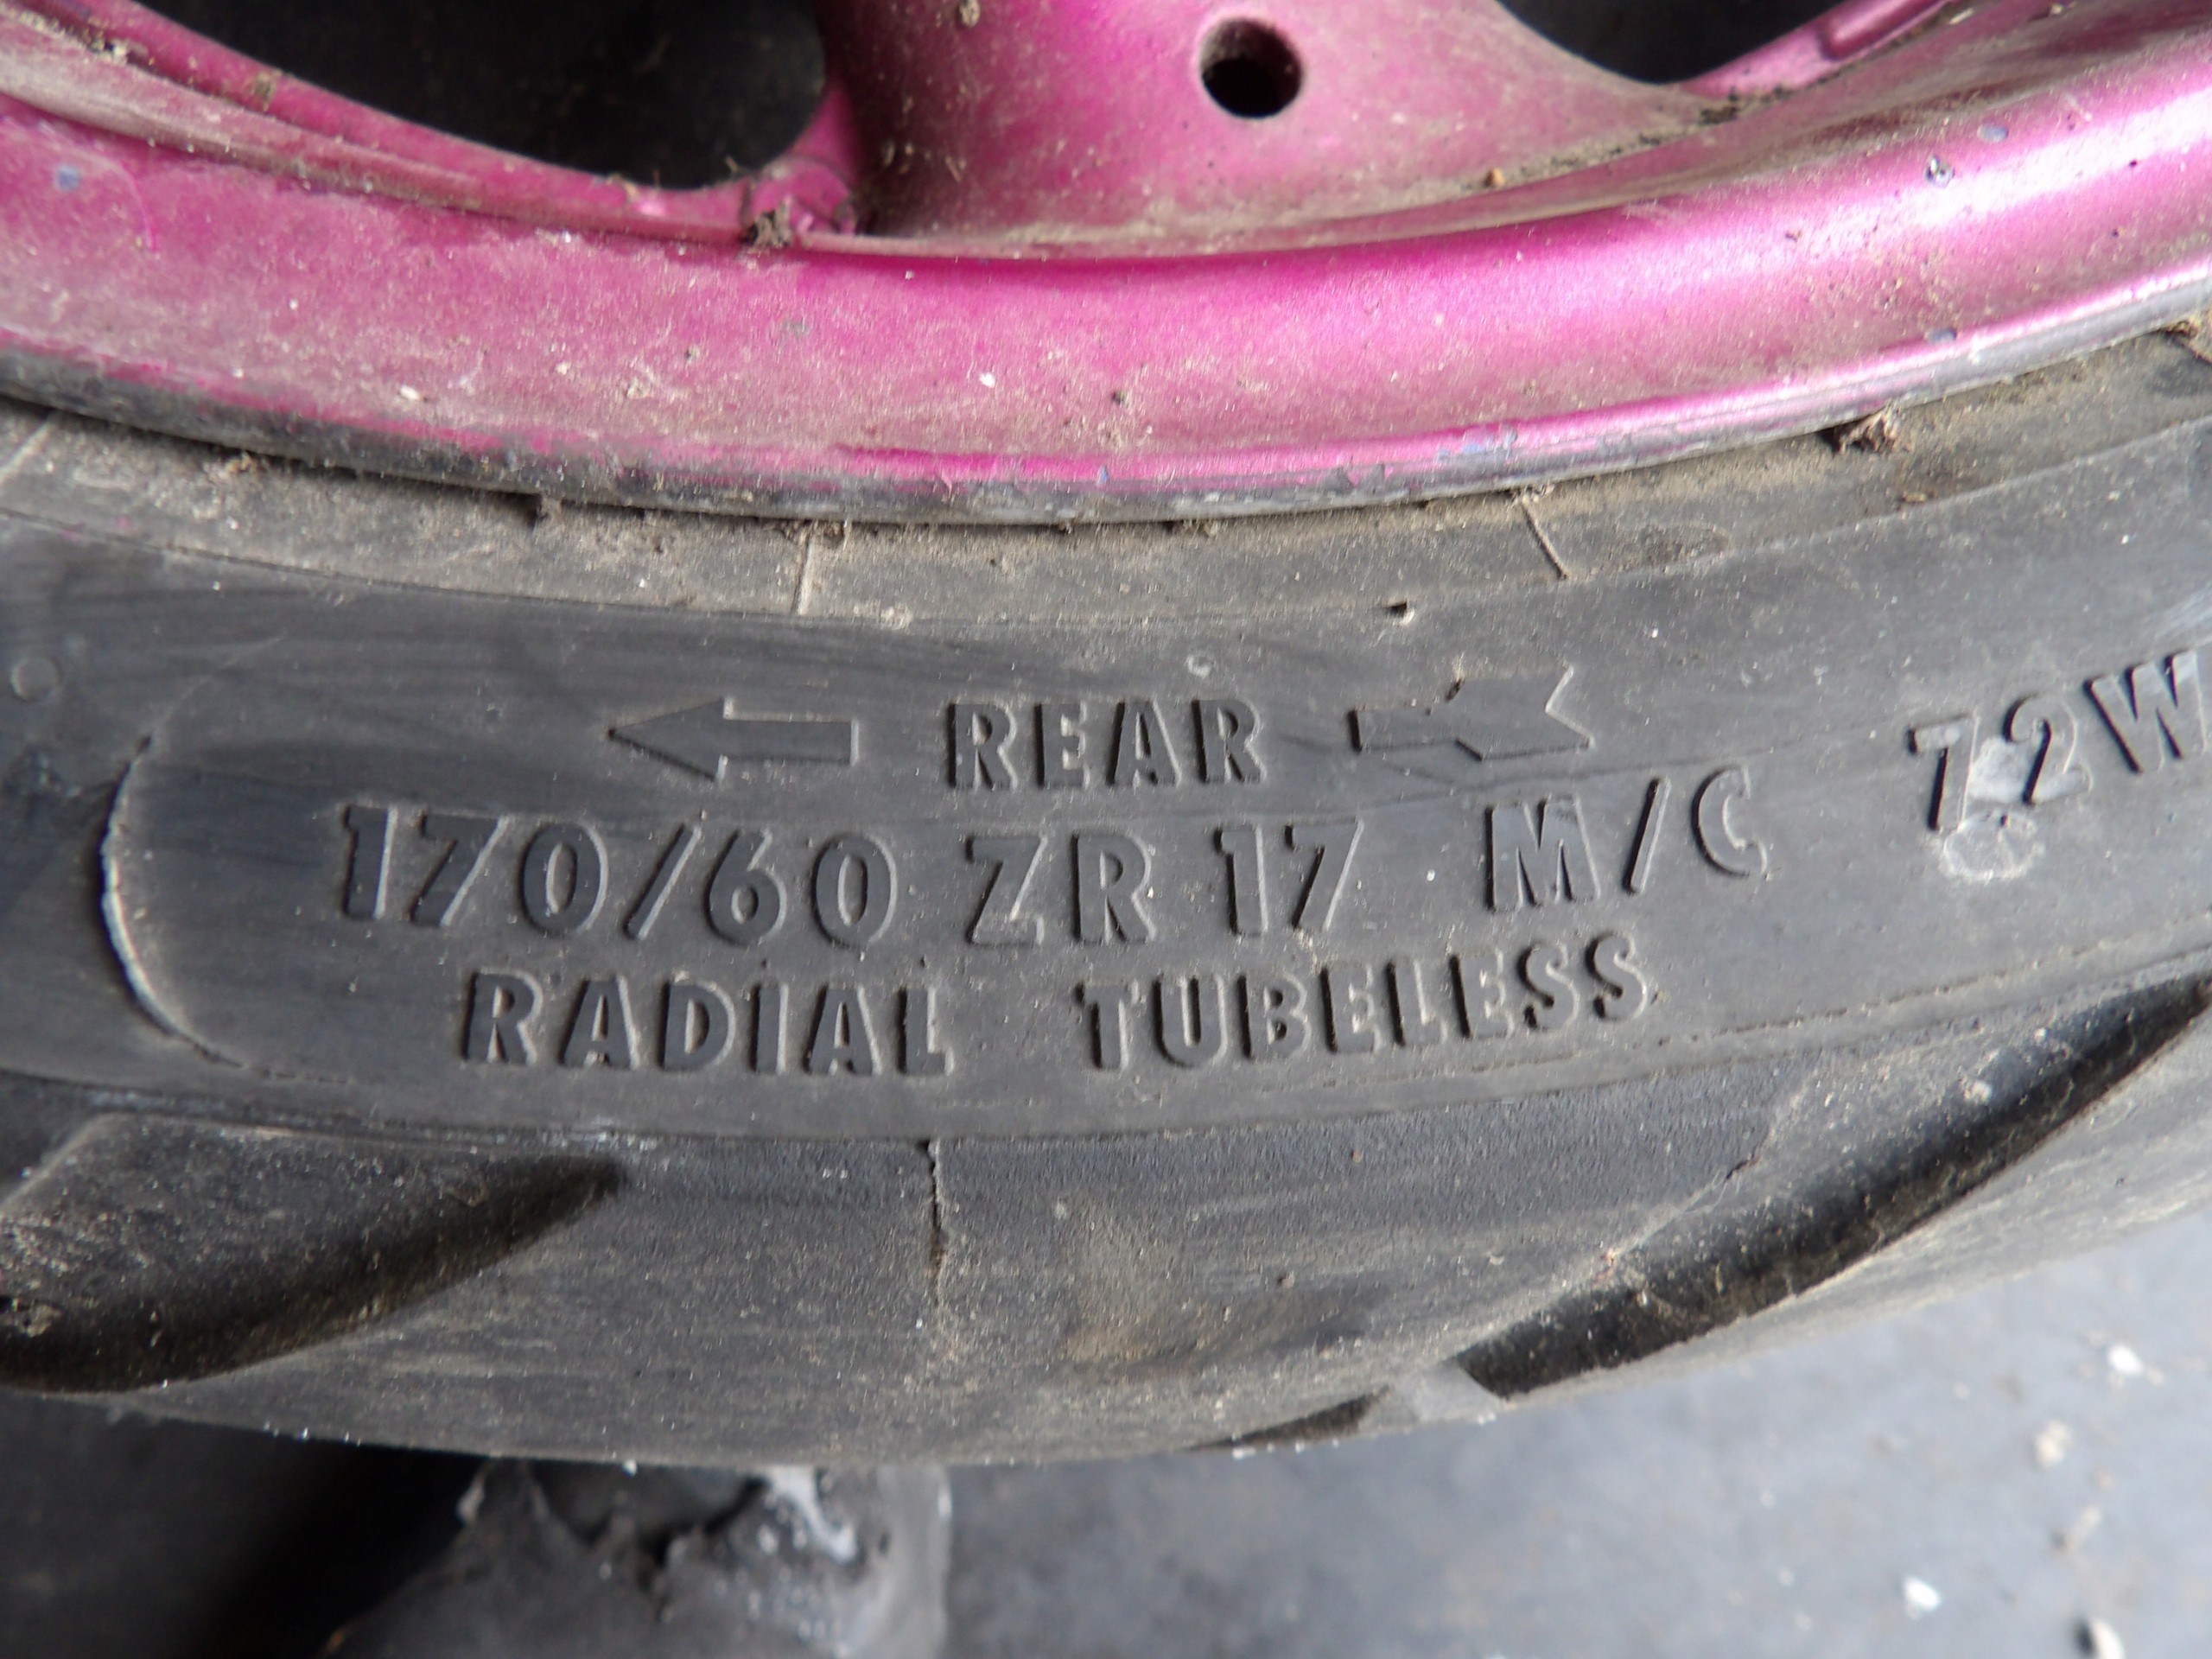 REAR
170/60 ZR 17 M/C 72W
RADIAL TUBELESS